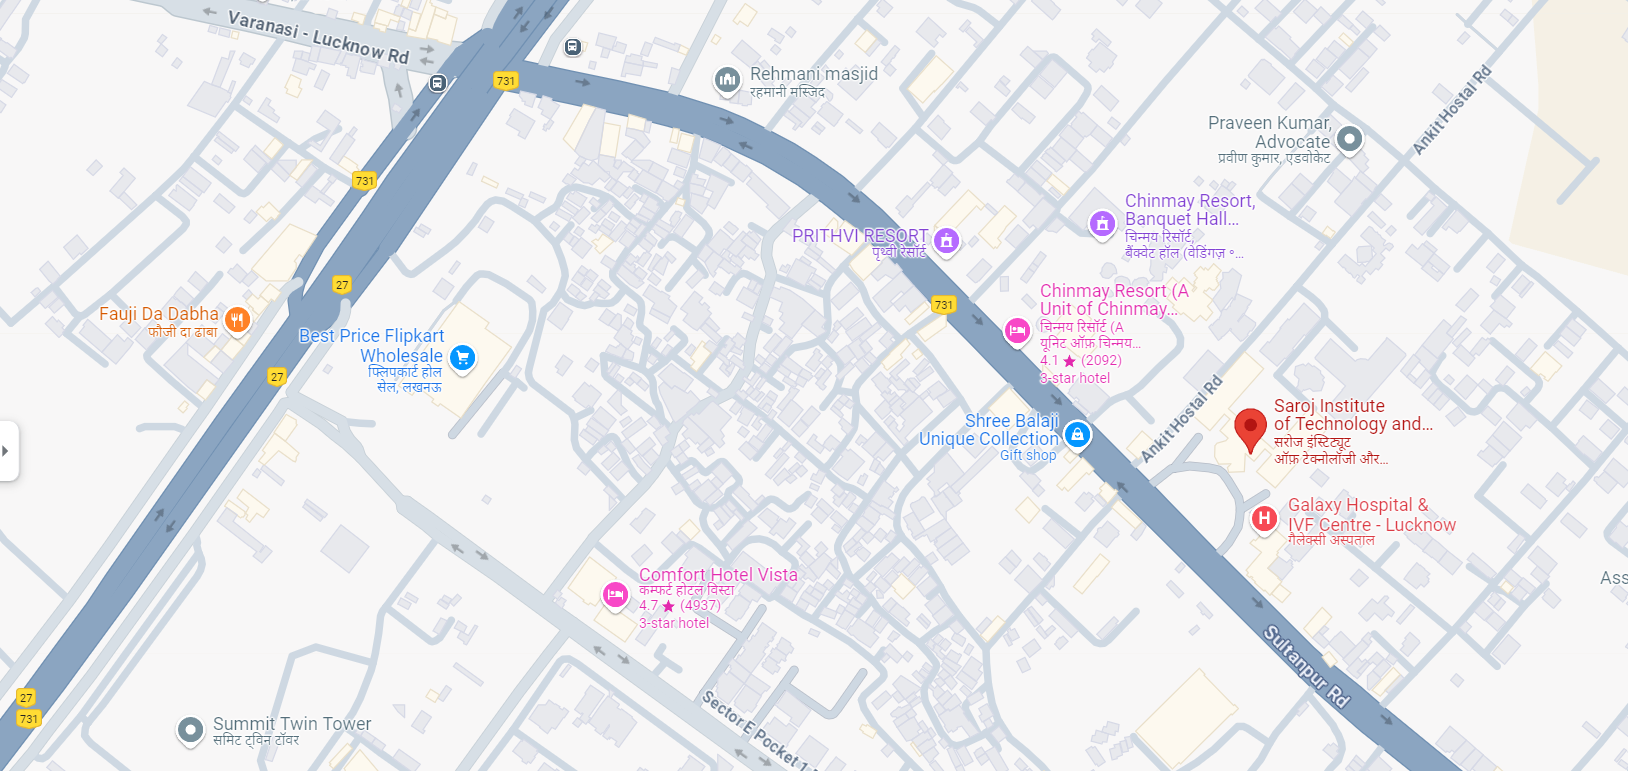 Varanasi - Lucknow Rd
731
Rehmani masjid
रहमानी मस्जिद
Ankit Hostal Rd
Praveen Kumar,
Advocate
प्रवीण कुमार, एडवोकेट
731
Chinmay Resort,
Banquet Hall...
चिन्मय रिसॉर्ट,
बैंक्वेट हॉल (वेडिंगज़ ॰...
PRITHVI RESORT
पृथ्वी रिसॉर्ट
27
731
Chinmay Resort (A
Unit of Chinmay...
चिन्मय रिसॉर्ट (A
यूनिट ऑफ़ चिन्मय...
4.1 ★ (2092)
3-star hotel
Fauji Da Dabha
फौजी दा ढाबा
Best Price Flipkart
Wholesale
फ्लिपकार्ट होल
सेल, लखनऊ
27
Ankit Hostal Rd
Saroj Institute
of Technology and...
सरोज इंस्टिट्यूट
ऑफ़ टेक्नोलॉजी और...
Shree Balaji
Unique Collection
Gift shop
Galaxy Hospital &
IVF Centre - Lucknow
गैलेक्सी अस्पताल
H
Comfort Hotel Vista
कम्फर्ट होटल विस्टा
4.7 ★ (4937)
3-star hotel
Ass
Sultanpur Rd
27
731
Summit Twin Tower
समिट ट्विन टॉवर
Sector E Pocket 1